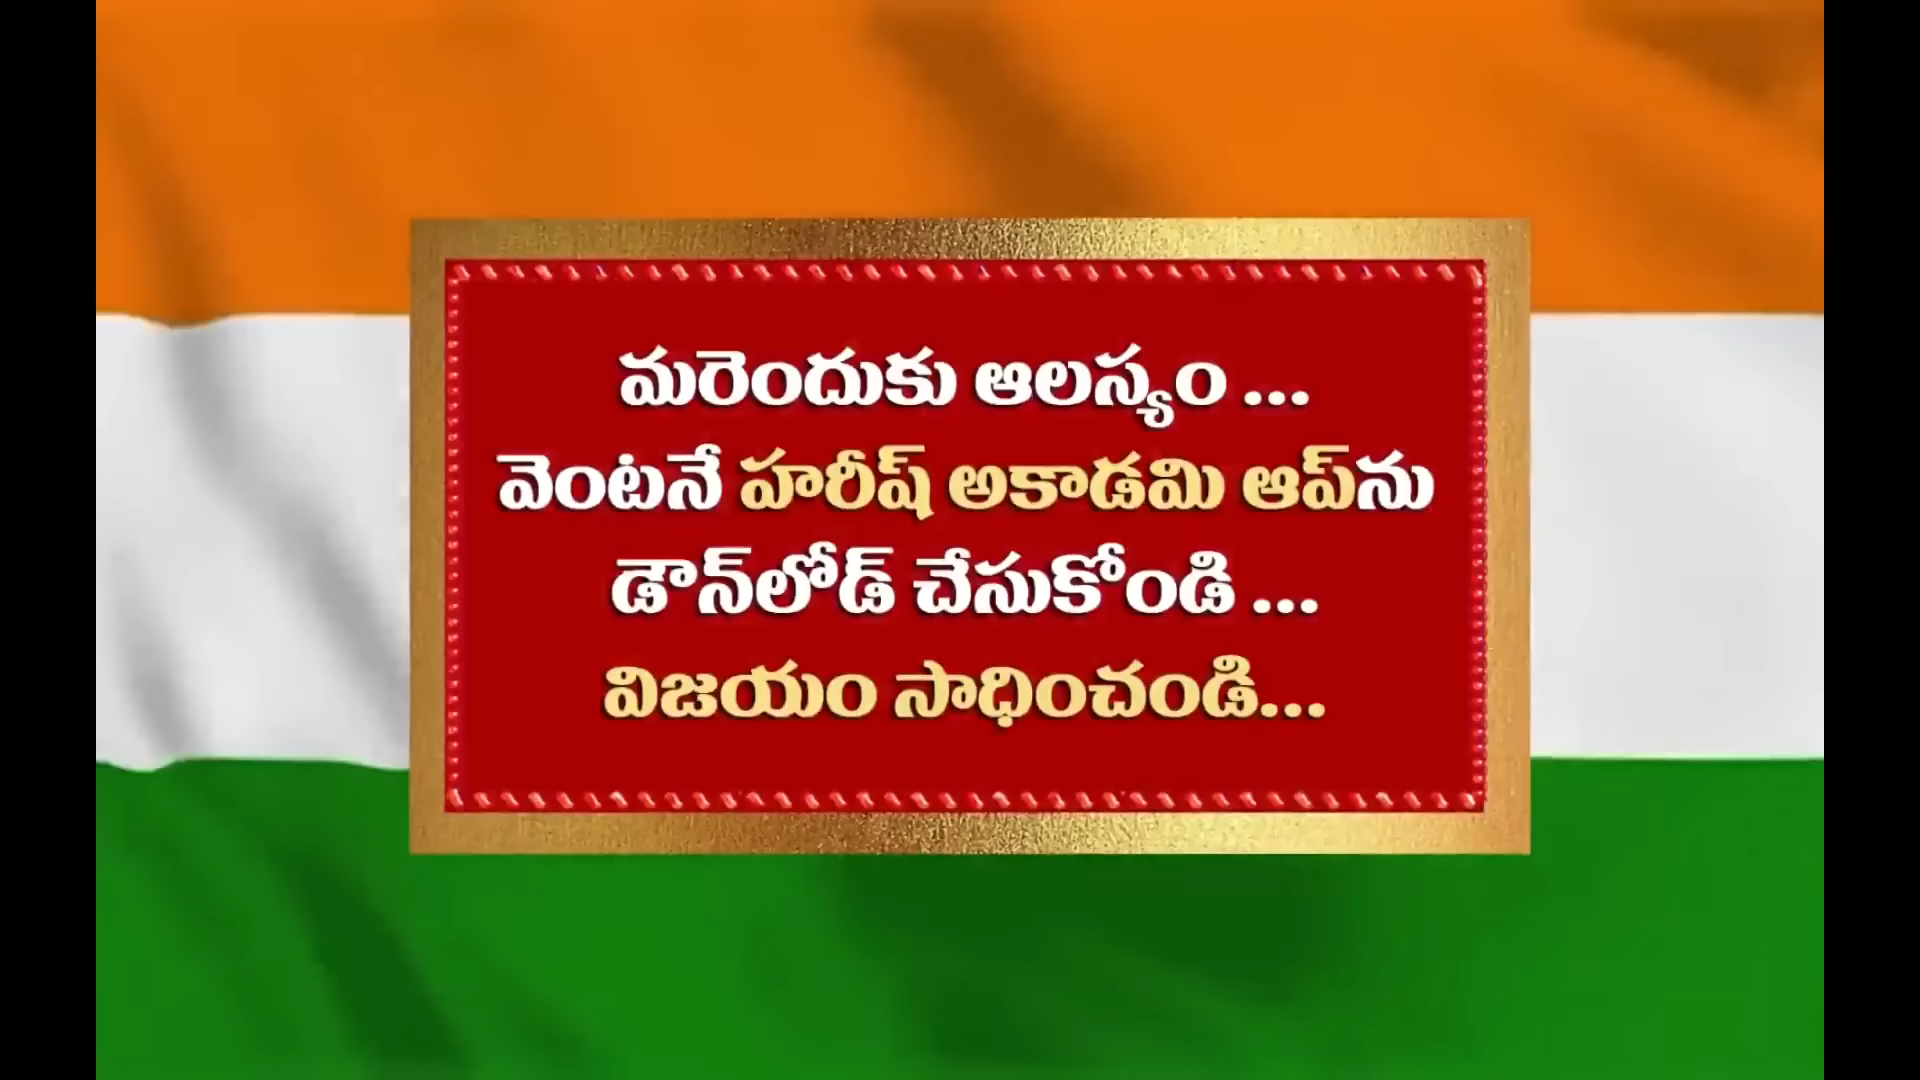 మరెందుకు ఆలస్యం ...
వెంటనే హరీష్ అకాడమి ఆప్‌ను
డౌన్‌లోడ్ చేసుకోండి ...
విజయం సాధించండి...